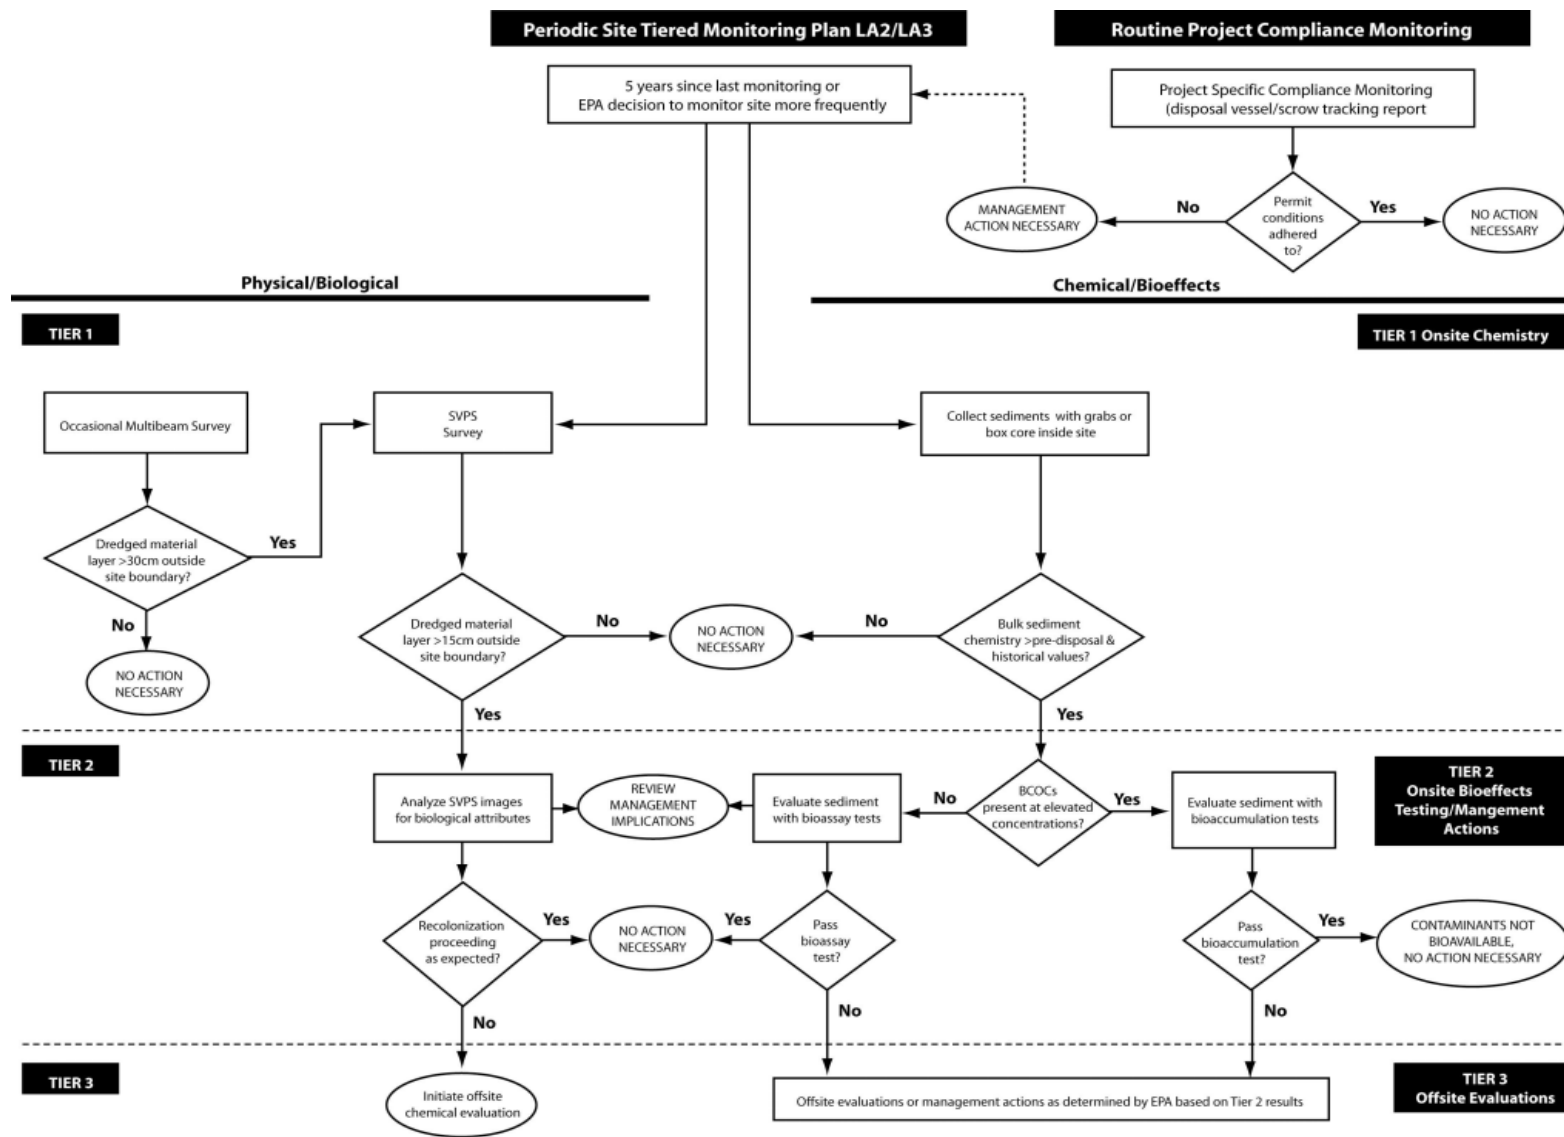 Periodic Site Tiered Monitoring Plan LA2/LA3
Routine Project Compliance Monitoring
5 years since last monitoring or
EPA decision to monitor site more frequently
Project Specific Compliance Monitoring
(disposal vessel/scrow tracking report
MANAGEMENT
ACTION NECESSARY
No
Permit
conditions
adhered
to?
Yes
NO ACTION
NECESSARY
Physical/Biological
Chemical/Bioeffects
TIER 1
TIER 1 Onsite Chemistry
Occasional Multibeam Survey
SVPS
Survey
Collect sediments with grabs or
box core inside site
Dredged material
layer >30cm outside
site boundary?
Yes
No
NO ACTION
NECESSARY
Dredged material
layer >15cm outside
site boundary?
No
NO ACTION
NECESSARY
No
Bulk sediment
chemistry >pre-disposal &
historical values?
Yes
Yes
TIER 2
TIER 2
Onsite Bioeffects
Testing/Mangement
Actions
Analyze SVPS images
for biological attributes
REVIEW
MANAGEMENT
IMPLICATIONS
Evaluate sediment
with bioassay tests
No
BCOCs
present at elevated
concentrations?
Yes
Evaluate sediment with
bioaccumulation tests
Recolonization
proceeding
as expected?
Yes
NO ACTION
NECESSARY
Yes
Pass
bioassay
test?
Pass
bioaccumulation
test?
Yes
CONTAMINANTS NOT
BIOAVAILABLE,
NO ACTION NECESSARY
No
No
No
TIER 3
TIER 3
Offsite Evaluations
Initiate offsite
chemical evaluation
Offsite evaluations or management actions as determined by EPA based on Tier 2 results